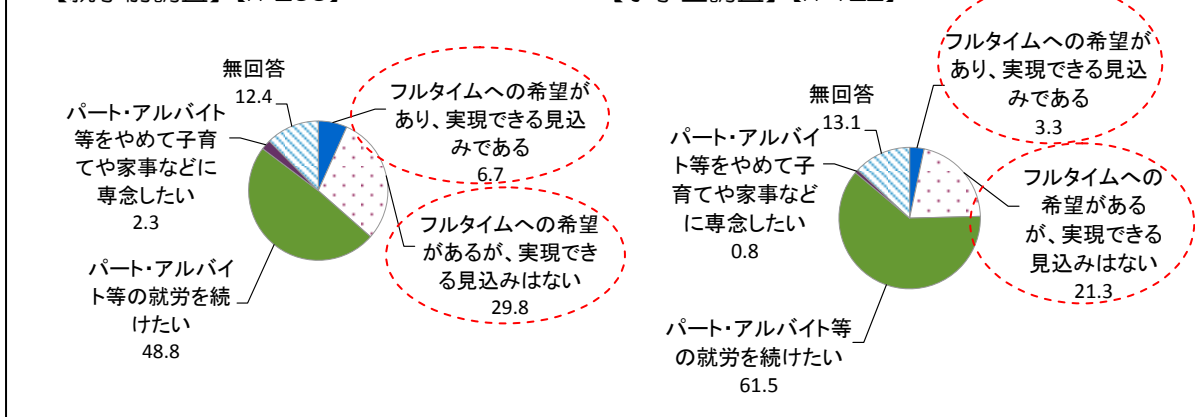 無回答
12.4
フルタイムへの希望が
あり、実現できる見込
みである
6.7
パート・アルバイト
等をやめて子育
てや家事などに
専念したい
2.3
フルタイムへの希望
があるが、実現でき
る見込みはない
29.8
パート・アルバイ
ト等の就労を続
けたい
48.8
フルタイムへの希望が
あり、実現できる見込
みである
3.3
無回答
13.1
パート・アルバイ
ト等をやめて子
育てや家事など
に専念したい
0.8
フルタイムへの
希望がある
が、実現できる
見込みはない
21.3
パート・アルバイト等
の就労を続けたい
61.5